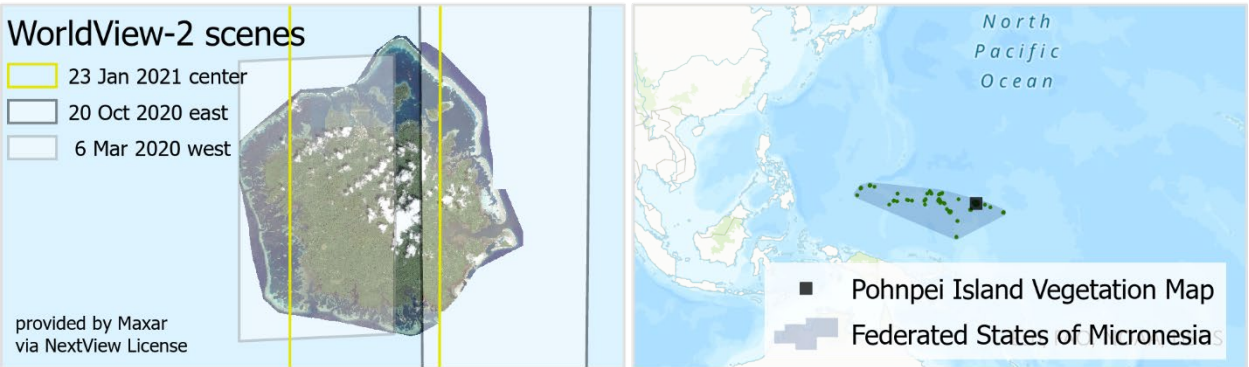 WorldView-2 scenes
23 Jan 2021 center
20 Oct 2020 east
6 Mar 2020 west
provided by Maxar
via NextView License
North
Pacific
Ocean
Pohnpei Island Vegetation Map
Federated States of Micronesia